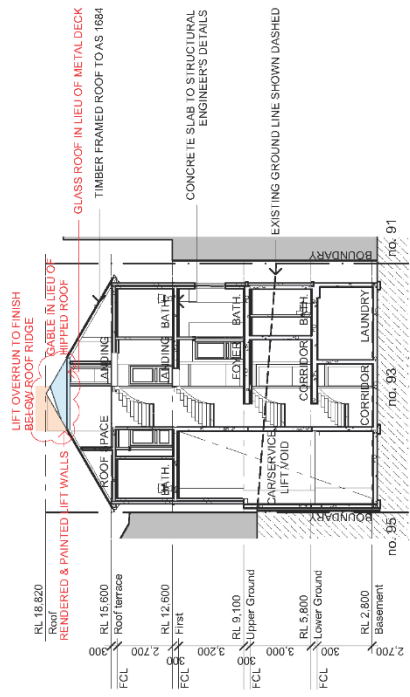 LIFT OVERRUN TO FINISH
BELOW ROOF RIDGE
GABLE IN LIEU OF
HIPPED ROOF
RENDERED & PAINTED LIFT WALLS
GLASS ROOF IN LIEU OF METAL DECK
TIMBER FRAMED ROOF TO AS 1684
CONCRETE SLAB TO STRUCTURAL
ENGINEER'S DETAILS
EXISTING GROUND LINE SHOWN DASHED
RL 18,820
Roof
RL 15,600
Roof terrace
RL 12,600
First
RL 9,100
Upper Ground
RL 5,800
Lower Ground
RL 2,800
Basement
FCL
FCL
FCL
FCL
300
2,700
300
3,200
300
3,000
300
2,700
ROOF SPACE
LANDING
BATH.
LANDING
BATH.
FOYER
BATH.
CAR/SERVICE
LIFT VOID
CORRIDOR
BATH.
CORRIDOR
LAUNDRY
BOUNDARY
BOUNDARY
no. 95
no. 93
no. 91